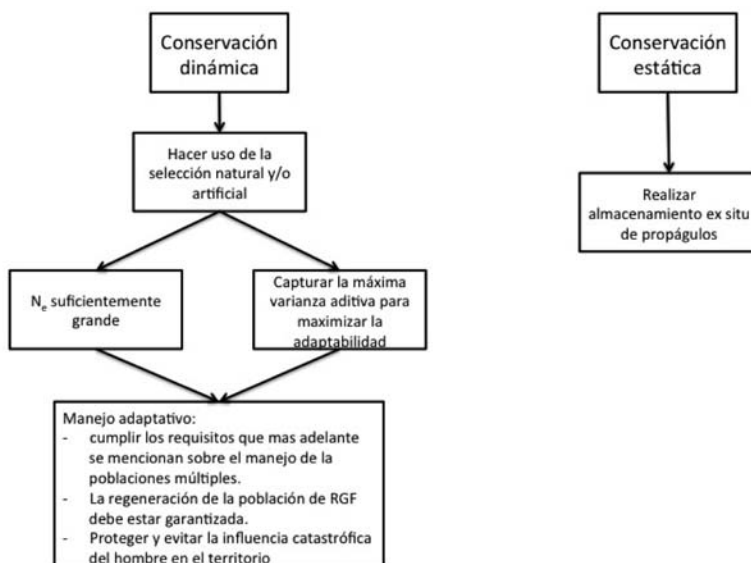 Conservación
dinámica
Hacer uso de la
selección natural y/o
artificial
Nₑ suficientemente
grande
Capturar la máxima
varianza aditiva para
maximizar la
adaptabilidad
Manejo adaptativo:
- cumplir los requisitos que mas adelante
se mencionan sobre el manejo de la
poblaciones múltiples.
- La regeneración de la población de RGF
debe estar garantizada.
- Proteger y evitar la influencia catastrófica
del hombre en el territorio
Conservación
estática
Realizar
almacenamiento ex situ
de propágulos